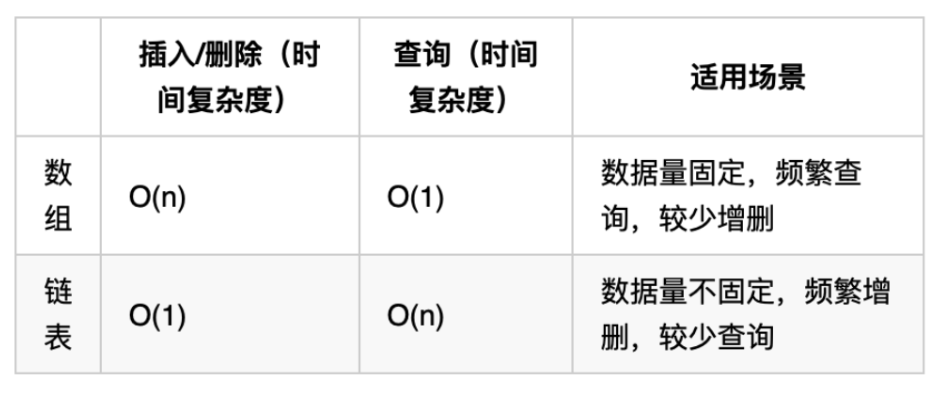 插入/删除（时
间复杂度）
查询（时间
复杂度）
适用场景
数
组
O(n)
O(1)
数据量固定，频繁查
询，较少增删
链
表
O(1)
O(n)
数据量不固定，频繁增
删，较少查询